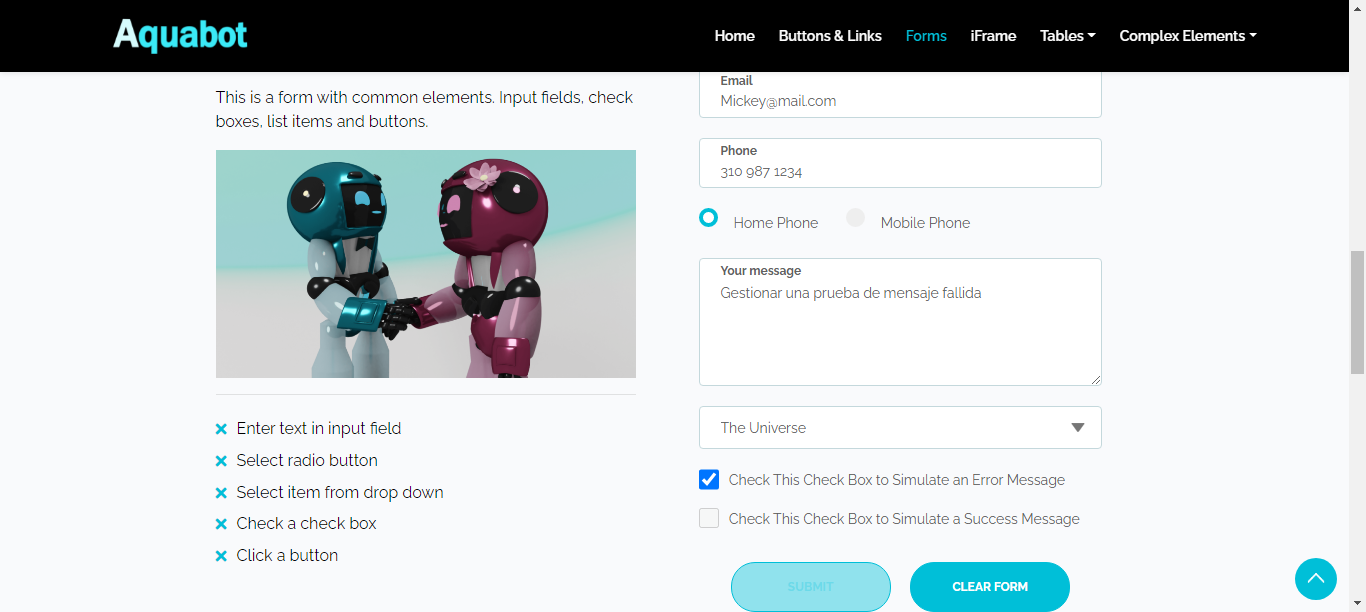 Aquabot
Home
Buttons & Links
Forms
iFrame
Tables
Complex Elements
This is a form with common elements. Input fields, check
boxes, list items and buttons.
Enter text in input field
Select radio button
Select item from drop down
Check a check box
Click a button
Email
Mickey@mail.com
Phone
310 987 1234
Home Phone
Mobile Phone
Your message
Gestionar una prueba de mensaje fallida
The Universe
Check This Check Box to Simulate an Error Message
Check This Check Box to Simulate a Success Message
SUBMIT
CLEAR FORM